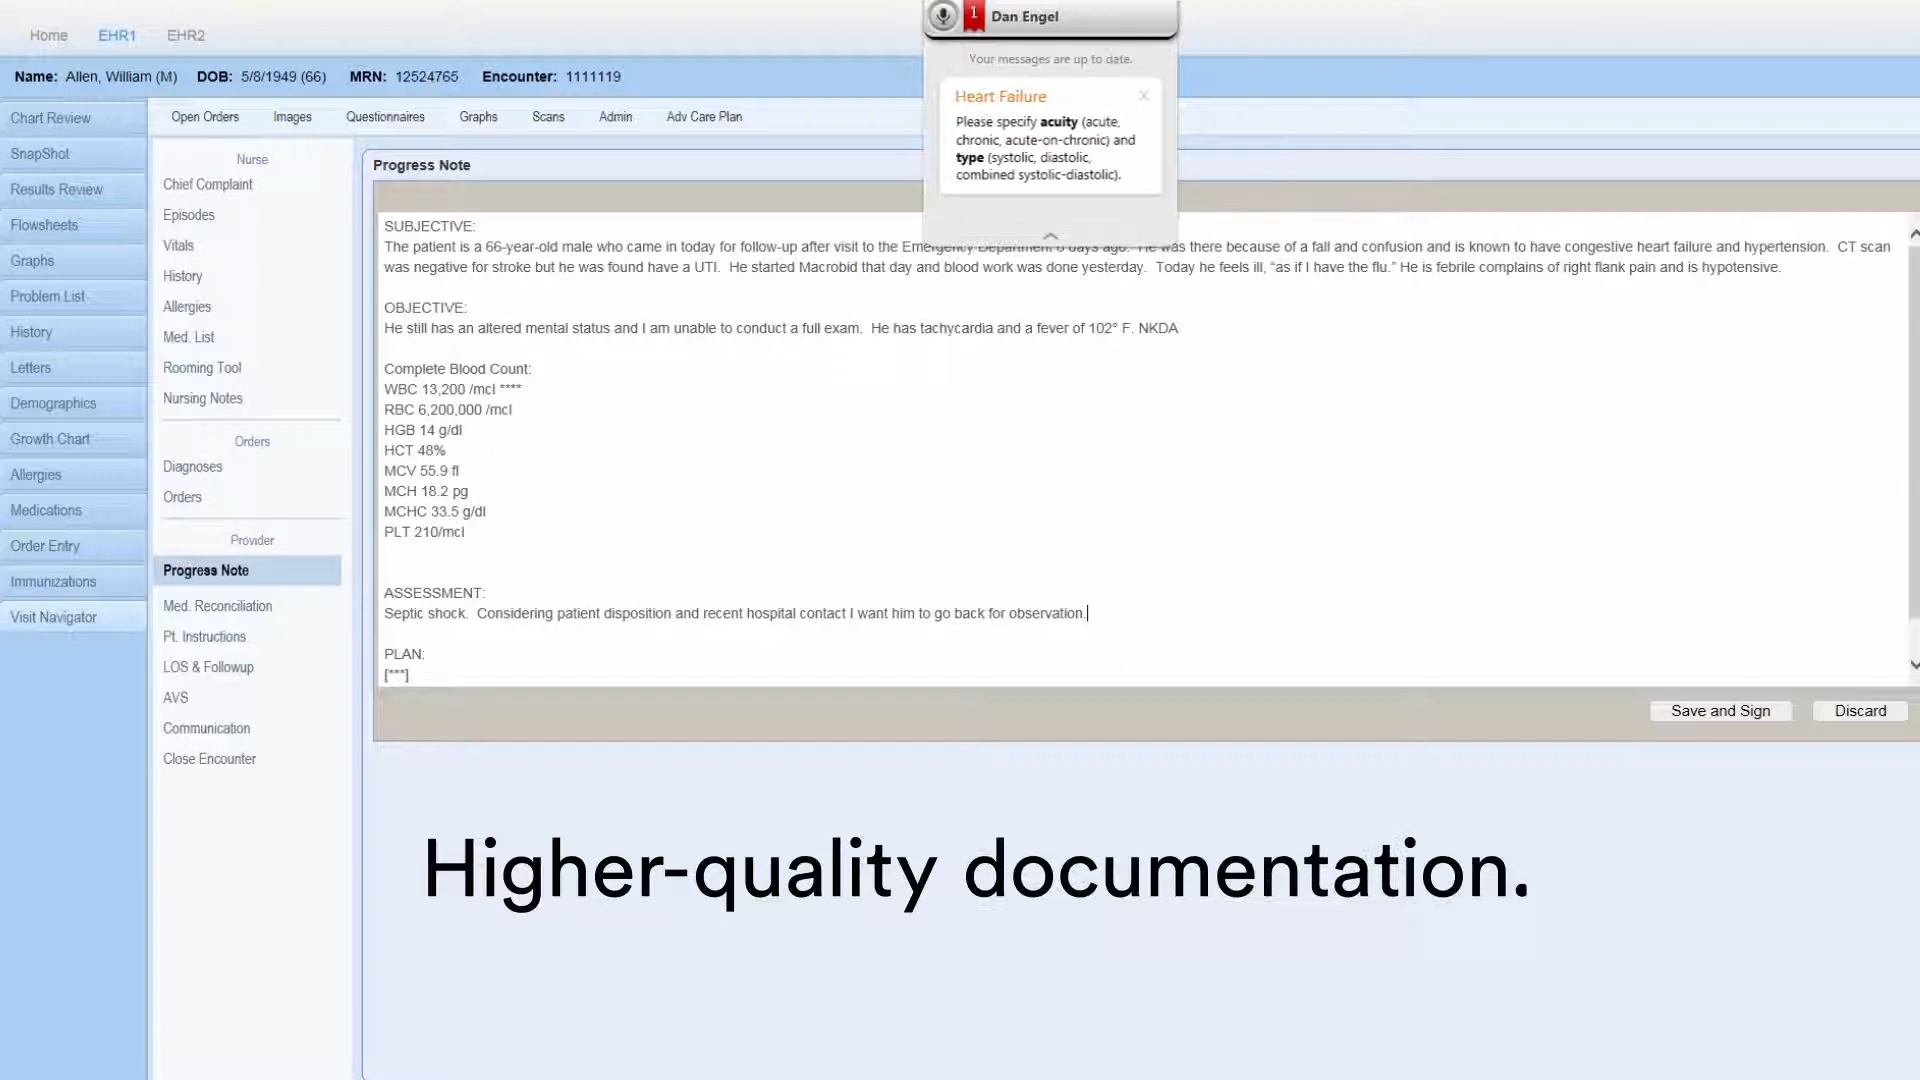 Home EHR1 EHR2
1 Dan Engel
Your messages are up to date.
Heart Failure
Please specify acuity (acute,
chronic, acute-on-chronic) and
type (systolic, diastolic,
combined systolic-diastolic).
Name: Allen, William (M) DOB: 5/8/1949 (66) MRN: 12524765 Encounter: 1111119
Chart Review
SnapShot
Results Review
Flowsheets
Graphs
Problem List
History
Letters
Demographics
Growth Chart
Allergies
Medications
Order Entry
Immunizations
Visit Navigator
Open Orders Images Questionnaires Graphs Scans Admin Adv Care Plan
Nurse
Chief Complaint
Episodes
Vitals
History
Allergies
Med. List
Rooming Tool
Nursing Notes
Orders
Diagnoses
Orders
Provider
Progress Note
Med. Reconciliation
Pt. Instructions
LOS & Followup
AVS
Communication
Close Encounter
Progress Note
SUBJECTIVE:
The patient is a 66-year-old male who came in today for follow-up after visit to the Emergency Department 6 days ago. He was there because of a fall and confusion and is known to have congestive heart failure and hypertension. CT scan
was negative for stroke but he was found have a UTI. He started Macrobid that day and blood work was done yesterday. Today he feels ill, “as if I have the flu.” He is febrile complains of right flank pain and is hypotensive.
OBJECTIVE:
He still has an altered mental status and I am unable to conduct a full exam. He has tachycardia and a fever of 102° F. NKDA
Complete Blood Count:
WBC 13,200 /mcl ****
RBC 6,200,000 /mcl
HGB 14 g/dl
HCT 48%
MCV 55.9 fl
MCH 18.2 pg
MCHC 33.5 g/dl
PLT 210/mcl
ASSESSMENT:
Septic shock. Considering patient disposition and recent hospital contact I want him to go back for observation.
PLAN:
[***]
Save and Sign Discard
Higher-quality documentation.